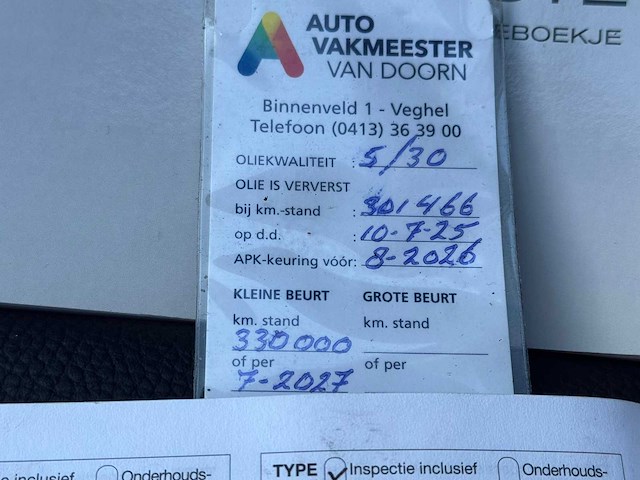 EBOEKJE
AUTO
VAKMEESTER
VAN DOORN
Binnenveld 1 - Veghel
Telefoon (0413) 36 39 00
OLIEKWALITEIT : 5/30
OLIE IS VERVERST
bij km.-stand : 301466
op d.d. : 10-7-25
APK-keuring vóór: 8-2026
KLEINE BEURT GROTE BEURT
km. stand km. stand
330000
of per of per
7-2027
inclusief Onderhouds-
TYPE Inspectie inclusief Onderhouds-